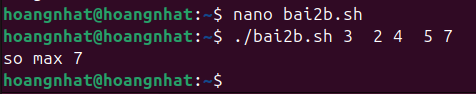 hoangnhat@hoangnhat:~$ nano bai2b.sh
hoangnhat@hoangnhat:~$ ./bai2b.sh 3  2 4  5 7
so max 7
hoangnhat@hoangnhat:~$